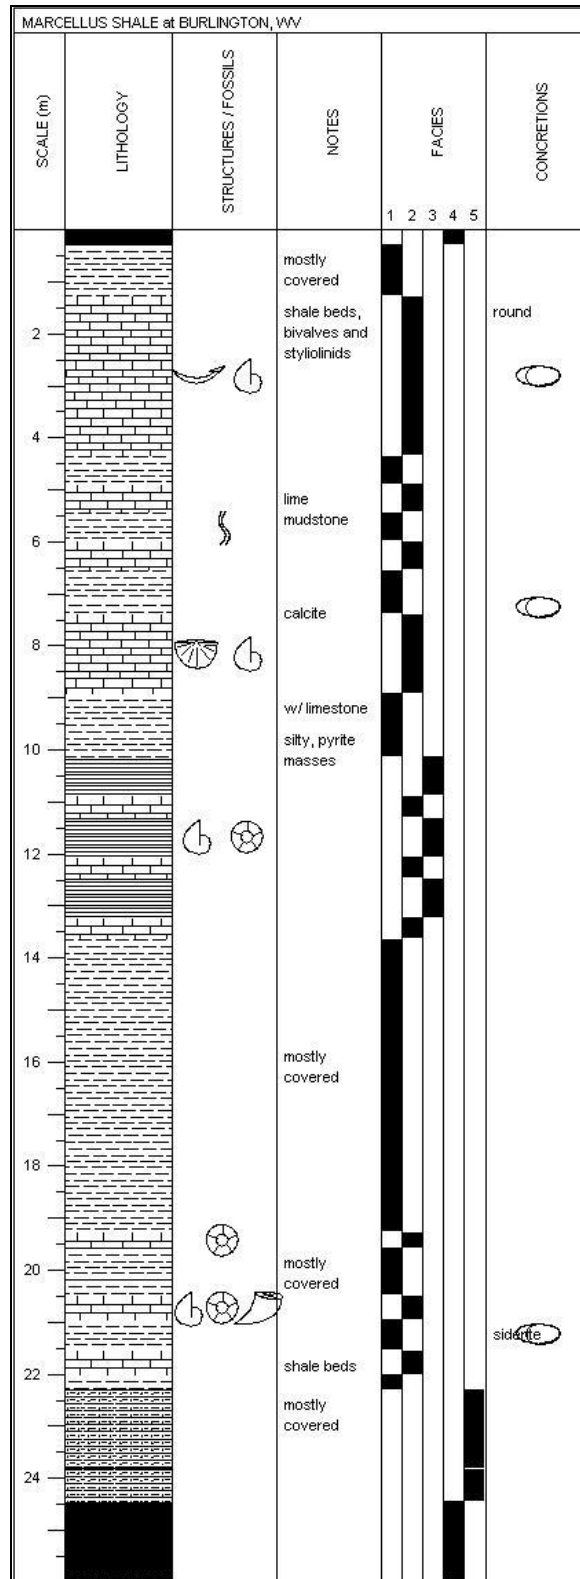 MARCELLUS SHALE at BURLINGTON, WV
SCALE (m)
LITHOLOGY
STRUCTURES / FOSSILS
NOTES
FACIES
CONCRETIONS
1 2 3 4 5
mostly
covered
shale beds,
bivalves and
styliolinids
round
2
4
lime
mudstone
6
calcite
8
w/ limestone
silty, pyrite
masses
10
12
14
mostly
covered
16
18
mostly
covered
20
siderite
shale beds
22
mostly
covered
24